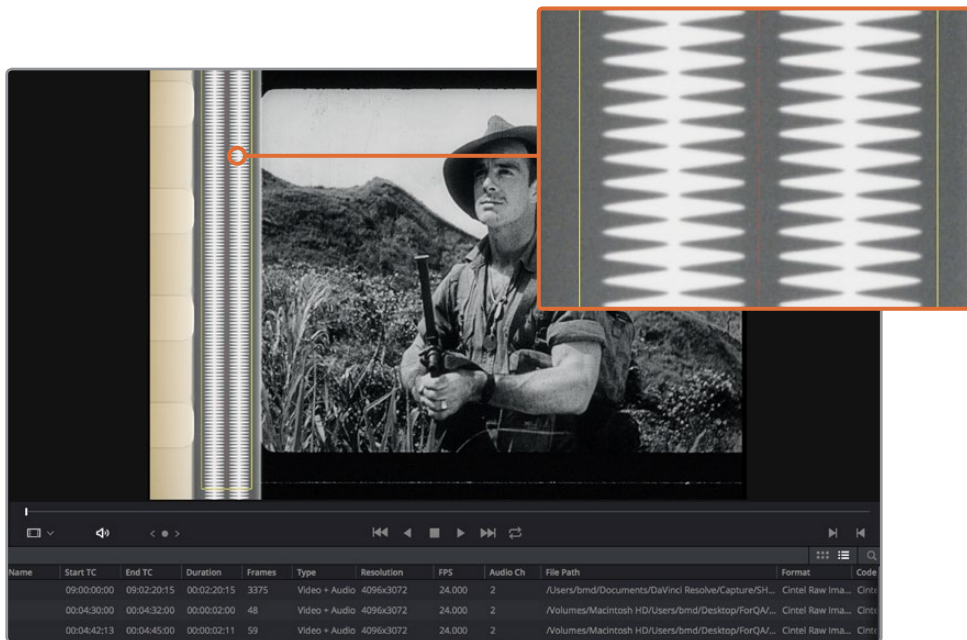 Name Start TC End TC Duration Frames Type Resolution FPS Audio Ch File Path Format Code
09:00:00:00 09:02:20:15 00:02:20:15 3375 Video + Audio 4096x3072 24.000 2 /Users/bmd/Documents/DaVinci Resolve/Capture/SH... Cintel Raw Ima... Cinte
00:04:30:00 00:04:32:00 00:00:02:00 48 Video + Audio 4096x3072 24.000 2 /Volumes/Macintosh HD/Users/bmd/Desktop/ForQA/... Cintel Raw Ima... Cinte
00:04:42:13 00:04:45:00 00:00:02:11 59 Video + Audio 4096x3072 24.000 2 /Volumes/Macintosh HD/Users/bmd/Desktop/ForQA/... Cintel Raw Ima... Cinte